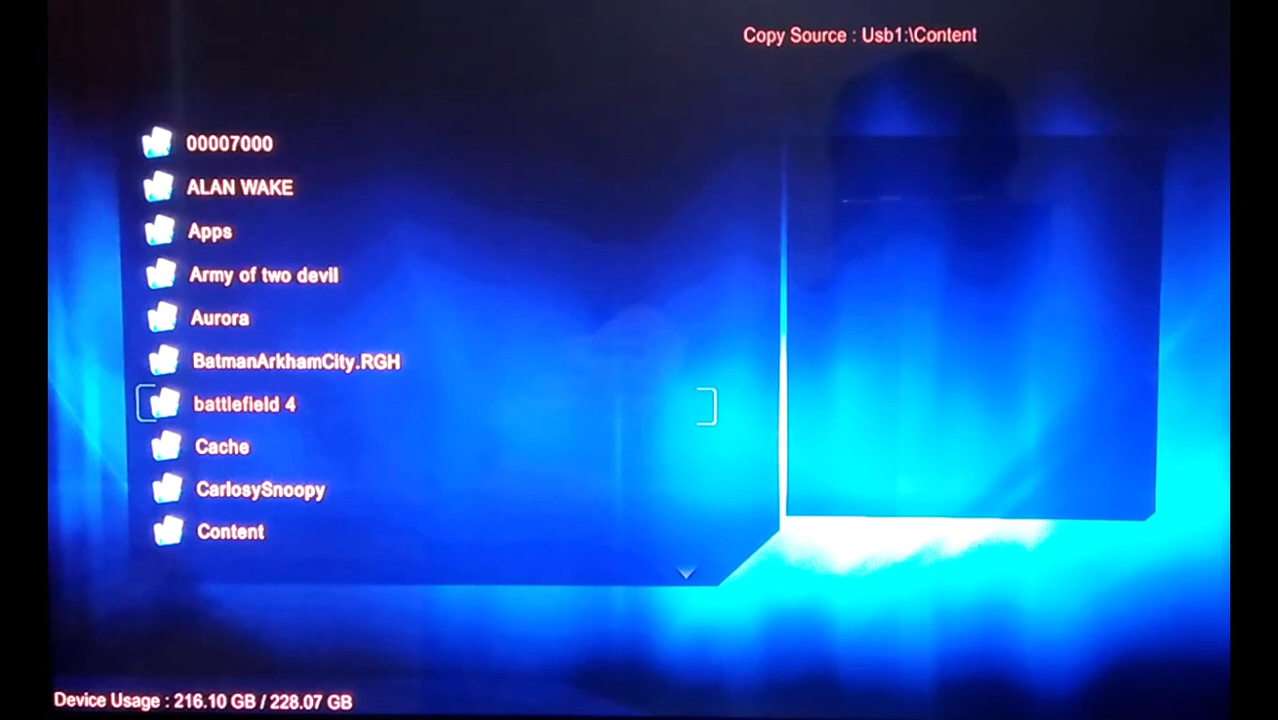 Copy Source : Usb1:\Content
00007000
ALAN WAKE
Apps
Army of two devil
Aurora
BatmanArkhamCity.RGH
battlefield 4
Cache
CarlosySnoopy
Content
Device Usage : 216.10 GB / 228.07 GB